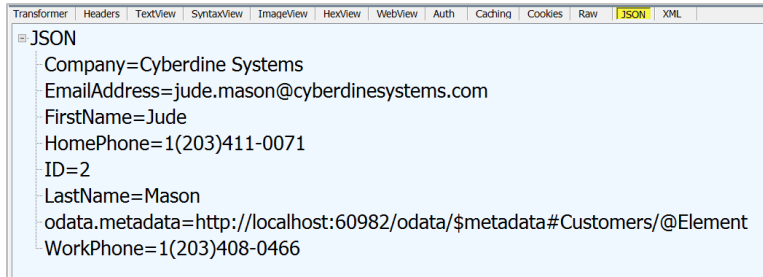 Transformer Headers TextView SyntaxView ImageView HexView WebView Auth Caching Cookies Raw JSON XML
JSON
Company=Cyberdine Systems
EmailAddress=jude.mason@cyberdinesystems.com
FirstName=Jude
HomePhone=1(203)411-0071
ID=2
LastName=Mason
odata.metadata=http://localhost:60982/odata/$metadata#Customers/@Element
WorkPhone=1(203)408-0466